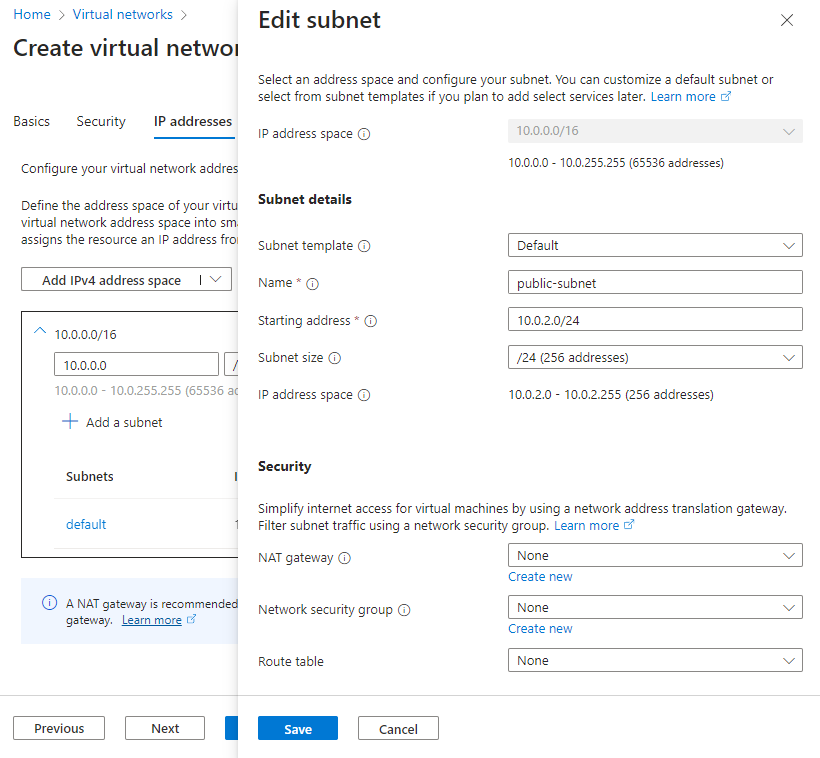 Home > Virtual networks >
Create virtual networ
Basics Security IP addresses
Configure your virtual network addres
Define the address space of your virtu
virtual network address space into sma
assigns the resource an IP address fro
Add IPv4 address space
10.0.0.0/16
10.0.0.0 /
10.0.0.0 - 10.0.255.255 (65536 ad
Add a subnet
Subnets
default
A NAT gateway is recommended
gateway. Learn more
Previous Next
Edit subnet
Select an address space and configure your subnet. You can customize a default subnet or
select from subnet templates if you plan to add select services later. Learn more
IP address space 10.0.0.0/16
10.0.0.0 - 10.0.255.255 (65536 addresses)
Subnet details
Subnet template Default
Name * public-subnet
Starting address * 10.0.2.0/24
Subnet size /24 (256 addresses)
IP address space 10.0.2.0 - 10.0.2.255 (256 addresses)
Security
Simplify internet access for virtual machines by using a network address translation gateway.
Filter subnet traffic using a network security group. Learn more
NAT gateway None
Create new
Network security group None
Create new
Route table None
Save Cancel